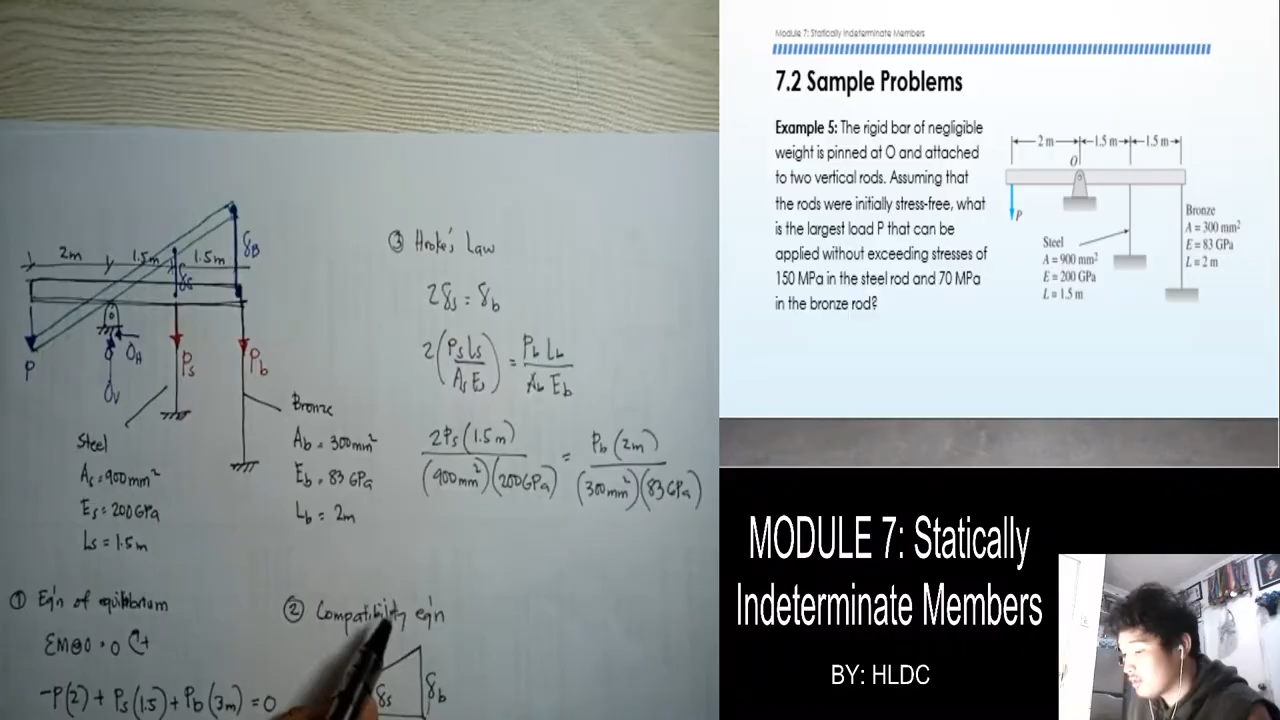 2m
1.5m
1.5m
δB
δS
P
OH
OV
Ps
Pb
Steel
As = 900mm²
Es = 200GPa
Ls = 1.5m
Bronze
Ab = 300mm²
Eb = 83 GPa
Lb = 2m
③ Hooke's Law
2δs = δb
2(PsLs/AsEs) = PbLb/AbEb
2Ps(1.5m)/(900mm²)(200GPa) = Pb(2m)/(300mm²)(83GPa)
① Eq'n of equilibrium
ΣM@O = 0
-P(2) + Ps(1.5) + Pb(3m) = 0
② Compatibility eq'n
δs
δb
Module 7: Statically Indeterminate Members
7.2 Sample Problems
Example 5: The rigid bar of negligible
weight is pinned at O and attached
to two vertical rods. Assuming that
the rods were initially stress-free, what
is the largest load P that can be
applied without exceeding stresses of
150 MPa in the steel rod and 70 MPa
in the bronze rod?
2 m
1.5 m
1.5 m
O
P
Steel
A = 900 mm²
E = 200 GPa
L = 1.5 m
Bronze
A = 300 mm²
E = 83 GPa
L = 2 m
MODULE 7: Statically
Indeterminate Members
BY: HLDC